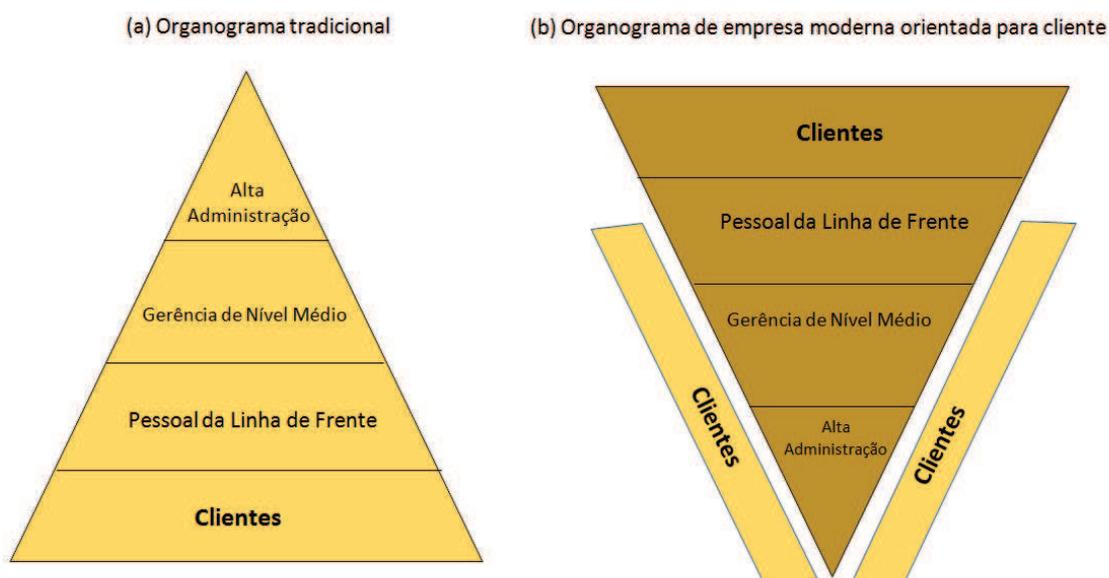 (a) Organograma tradicional
Alta
Administração
Gerência de Nível Médio
Pessoal da Linha de Frente
Clientes
(b) Organograma de empresa moderna orientada para cliente
Clientes
Pessoal da Linha de Frente
Gerência de Nível Médio
Alta
Administração
Clientes
Clientes